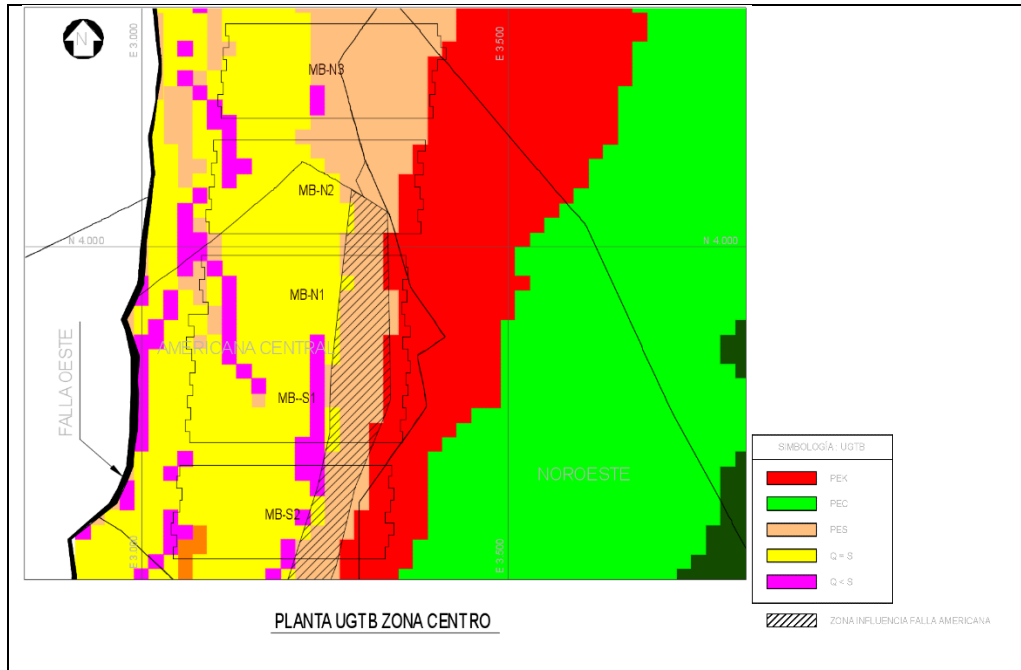 N
E 3.000
E 3.500
MB-N3
MB-N2
N 4.000
N 4.000
MB-N1
AMERICANA CENTRAL
FALLA OESTE
MB--S1
NOROESTE
MB-S2
E 3.000
E 3.500
SIMBOLOGÍA : UGTB
PEK
PEC
PES
Q = S
Q < S
ZONA INFLUENCIA FALLA AMERICANA
PLANTA UGTB ZONA CENTRO